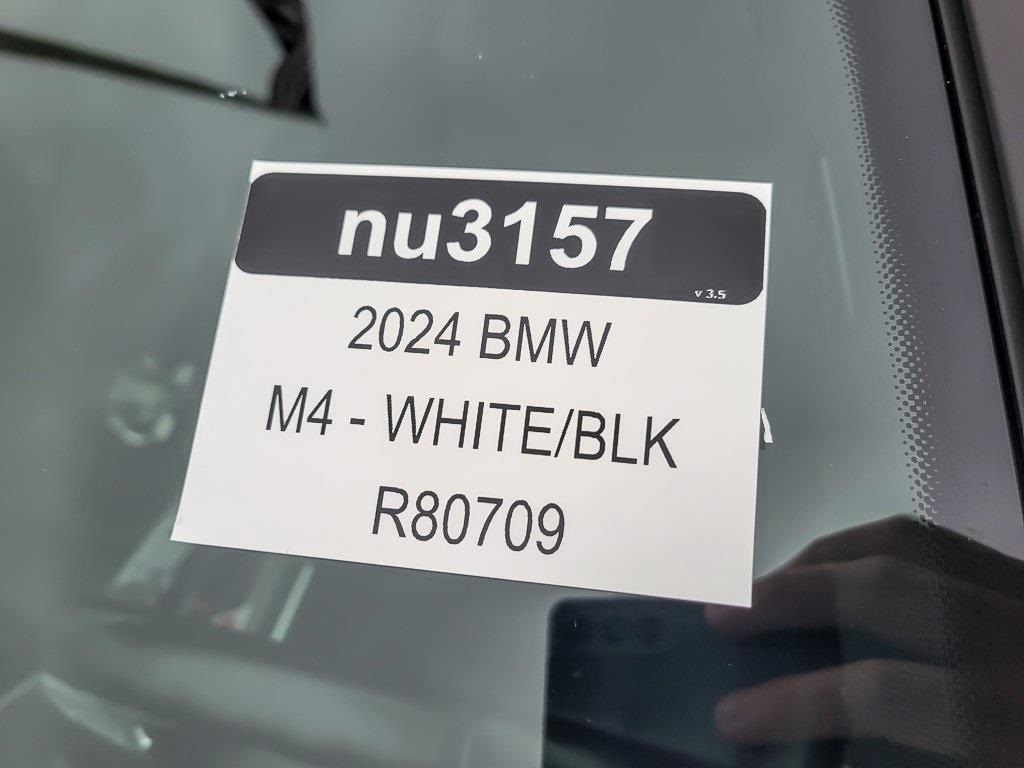 nu3157
v 3.5
2024 BMW
M4 - WHITE/BLK
R80709